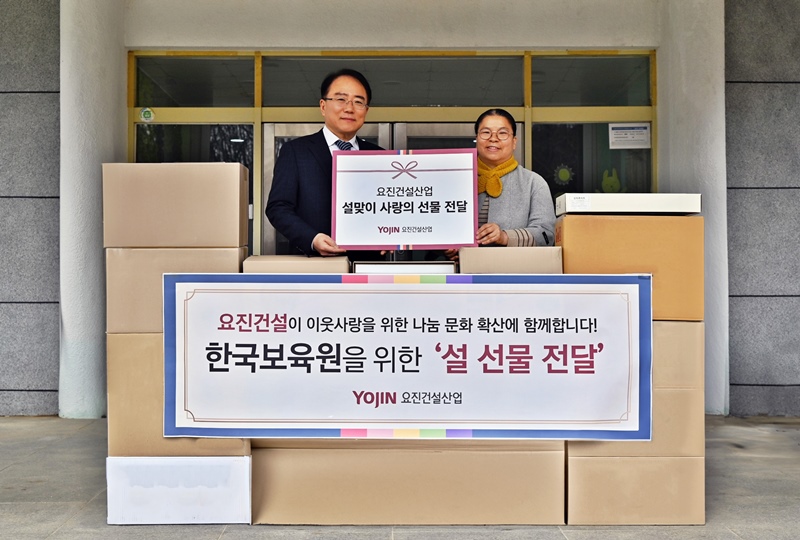 요진건설산업
설맞이 사랑의 선물 전달
YOJIN 요진건설산업
요진건설이 이웃사랑을 위한 나눔 문화 확산에 함께합니다!
한국보육원을 위한 ‘설 선물 전달’
YOJIN 요진건설산업